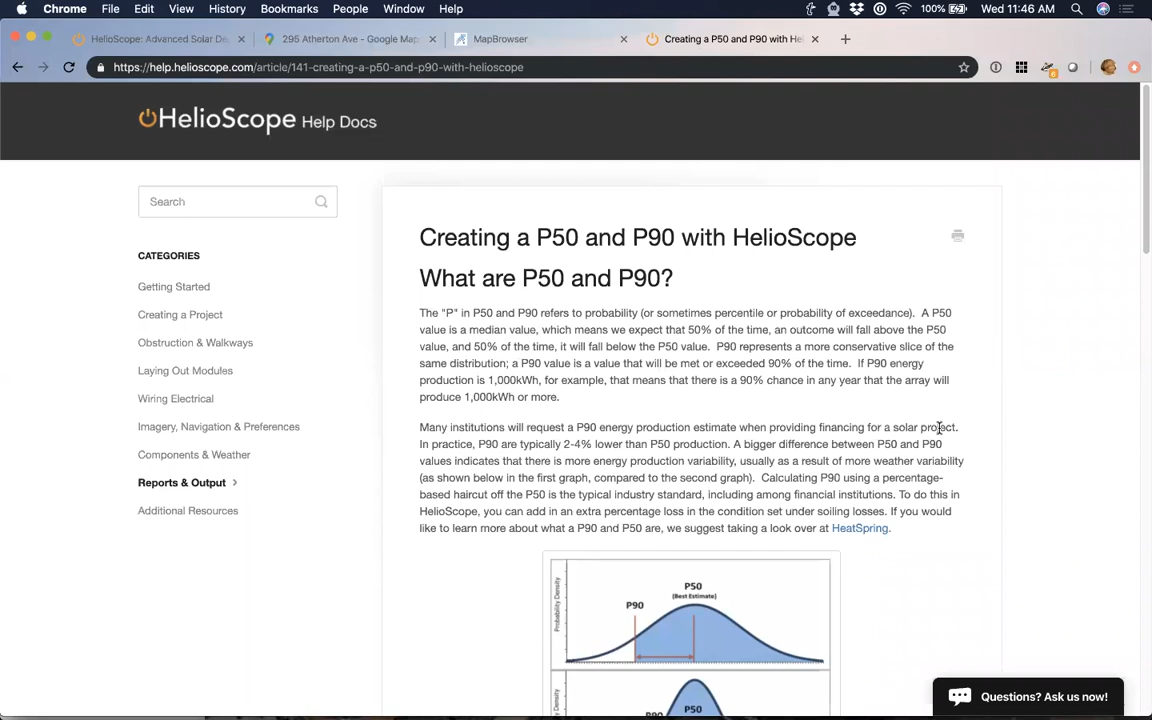 Chrome File Edit View History Bookmarks People Window Help 100% Wed 11:46 AM
HelioScope: Advanced Solar De 295 Atherton Ave - Google Map MapBrowser Creating a P50 and P90 with Hel
https://help.helioscope.com/article/141-creating-a-p50-and-p90-with-helioscope
HelioScope Help Docs
Search
CATEGORIES
Getting Started
Creating a Project
Obstruction & Walkways
Laying Out Modules
Wiring Electrical
Imagery, Navigation & Preferences
Components & Weather
Reports & Output
Additional Resources
Creating a P50 and P90 with HelioScope
What are P50 and P90?
The "P" in P50 and P90 refers to probability (or sometimes percentile or probability of exceedance). A P50
value is a median value, which means we expect that 50% of the time, an outcome will fall above the P50
value, and 50% of the time, it will fall below the P50 value. P90 represents a more conservative slice of the
same distribution; a P90 value is a value that will be met or exceeded 90% of the time. If P90 energy
production is 1,000kWh, for example, that means that there is a 90% chance in any year that the array will
produce 1,000kWh or more.
Many institutions will request a P90 energy production estimate when providing financing for a solar project.
In practice, P90 are typically 2-4% lower than P50 production. A bigger difference between P50 and P90
values indicates that there is more energy production variability, usually as a result of more weather variability
(as shown below in the first graph, compared to the second graph). Calculating P90 using a percentage-
based haircut off the P50 is the typical industry standard, including among financial institutions. To do this in
HelioScope, you can add in an extra percentage loss in the condition set under soiling losses. If you would
like to learn more about what a P90 and P50 are, we suggest taking a look over at HeatSpring.
Probability Density
P50
(Best Estimate)
P90
P50
P90
Questions? Ask us now!